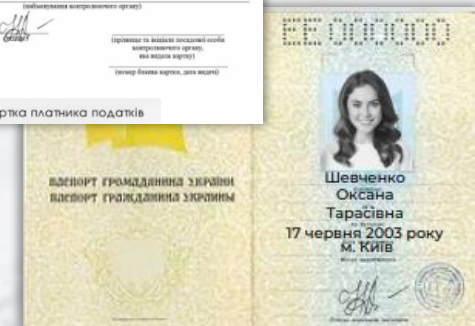 (найменування контролюючого органу)
(прізвище та ініціали посадової особи
контролюючого органу,
яка видала картку)
(номер бланка картки, дата видачі)
ртка платника податків
ЕЕ 000000
ПАСПОРТ ГРОМАДЯНИНА УКРАЇНИ
ПАСПОРТ ГРАЖДАНИНА УКРАИНЫ
Шевченко
Оксана
Тарасівна
17 червня 2003 року
м. Київ